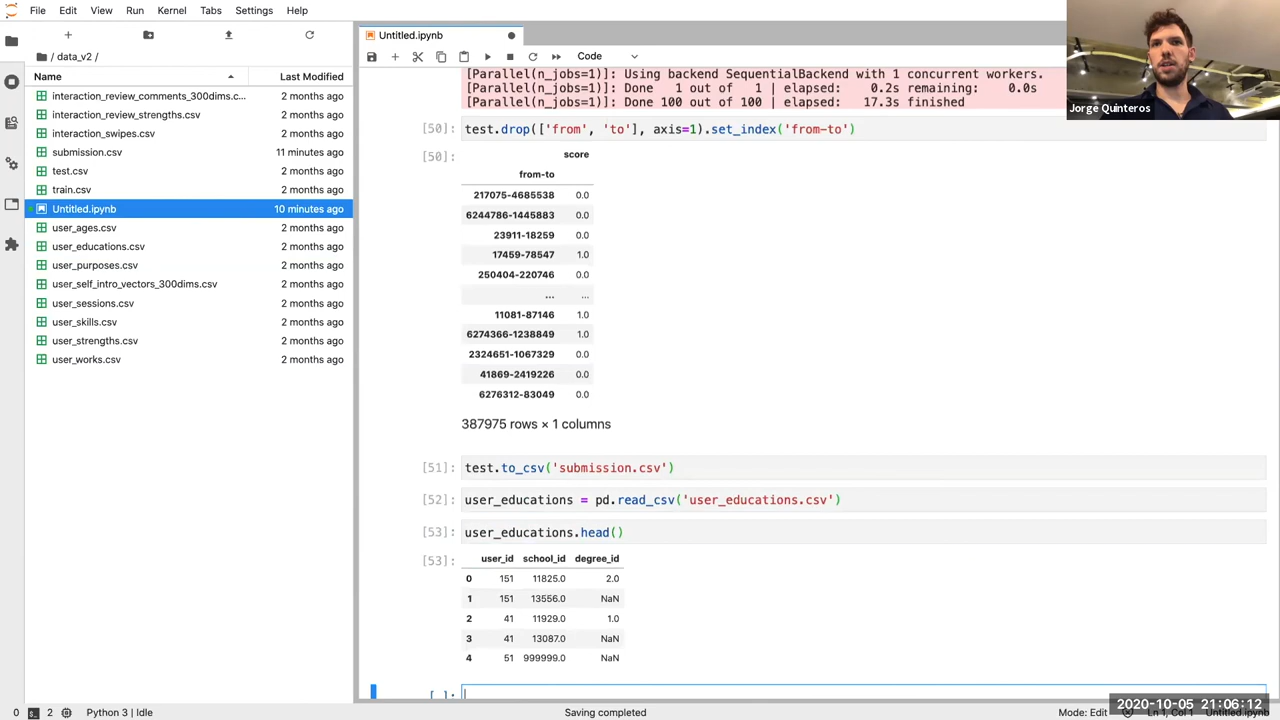 File Edit View Run Kernel Tabs Settings Help
Untitled.ipynb
/ data_v2 /
Code
Name Last Modified
interaction_review_comments_300dims.c... 2 months ago
interaction_review_strengths.csv 2 months ago
interaction_swipes.csv 2 months ago
submission.csv 11 minutes ago
test.csv 2 months ago
train.csv 2 months ago
Untitled.ipynb 10 minutes ago
user_ages.csv 2 months ago
user_educations.csv 2 months ago
user_purposes.csv 2 months ago
user_self_intro_vectors_300dims.csv 2 months ago
user_sessions.csv 2 months ago
user_skills.csv 2 months ago
user_strengths.csv 2 months ago
user_works.csv 2 months ago
[Parallel(n_jobs=1)]: Using backend SequentialBackend with 1 concurrent workers.
[Parallel(n_jobs=1)]: Done 1 out of 1 | elapsed: 0.2s remaining: 0.0s
[Parallel(n_jobs=1)]: Done 100 out of 100 | elapsed: 17.3s finished
Jorge Quinteros
[50]: test.drop(['from', 'to'], axis=1).set_index('from-to')
[50]: score
from-to
217075-4685538 0.0
6244786-1445883 0.0
23911-18259 0.0
17459-78547 1.0
250404-220746 0.0
... ...
11081-87146 1.0
6274366-1238849 1.0
2324651-1067329 0.0
41869-2419226 0.0
6276312-83049 0.0
387975 rows × 1 columns
[51]: test.to_csv('submission.csv')
[52]: user_educations = pd.read_csv('user_educations.csv')
[53]: user_educations.head()
[53]: user_id school_id degree_id
0 151 11825.0 2.0
1 151 13556.0 NaN
2 41 11929.0 1.0
3 41 13087.0 NaN
4 51 999999.0 NaN
[ ]:
2020-10-05 21:06:12
0 2 Python 3 | Idle Saving completed Mode: Edit Ln 1, Col 1 Untitled.ipynb